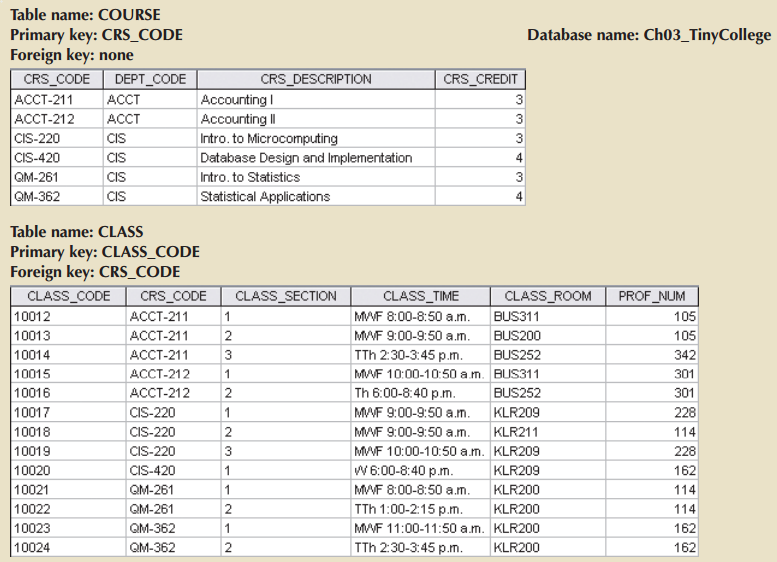 Table name: COURSE
Primary key: CRS_CODE Database name: Ch03_TinyCollege
Foreign key: none
CRS_CODE DEPT_CODE CRS_DESCRIPTION CRS_CREDIT
ACCT-211 ACCT Accounting I 3
ACCT-212 ACCT Accounting II 3
CIS-220 CIS Intro. to Microcomputing 3
CIS-420 CIS Database Design and Implementation 4
QM-261 CIS Intro. to Statistics 3
QM-362 CIS Statistical Applications 4
Table name: CLASS
Primary key: CLASS_CODE
Foreign key: CRS_CODE
CLASS_CODE CRS_CODE CLASS_SECTION CLASS_TIME CLASS_ROOM PROF_NUM
10012 ACCT-211 1 MWF 8:00-8:50 a.m. BUS311 105
10013 ACCT-211 2 MWF 9:00-9:50 a.m. BUS200 105
10014 ACCT-211 3 TTh 2:30-3:45 p.m. BUS252 342
10015 ACCT-212 1 MWF 10:00-10:50 a.m. BUS311 301
10016 ACCT-212 2 Th 6:00-8:40 p.m. BUS252 301
10017 CIS-220 1 MWF 9:00-9:50 a.m. KLR209 228
10018 CIS-220 2 MWF 9:00-9:50 a.m. KLR211 114
10019 CIS-220 3 MWF 10:00-10:50 a.m. KLR209 228
10020 CIS-420 1 W 6:00-8:40 p.m. KLR209 162
10021 QM-261 1 MWF 8:00-8:50 a.m. KLR200 114
10022 QM-261 2 TTh 1:00-2:15 p.m. KLR200 114
10023 QM-362 1 MWF 11:00-11:50 a.m. KLR200 162
10024 QM-362 2 TTh 2:30-3:45 p.m. KLR200 162